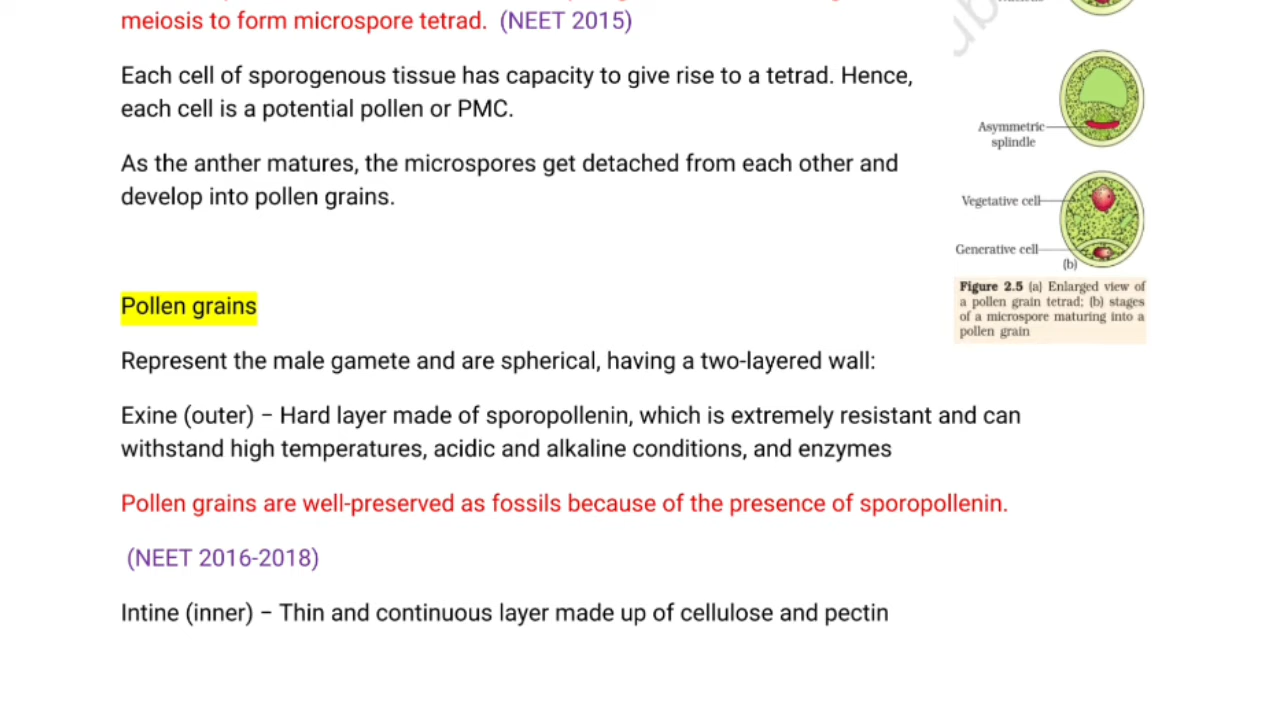 meiosis to form microspore tetrad. (NEET 2015)
Each cell of sporogenous tissue has capacity to give rise to a tetrad. Hence,
each cell is a potential pollen or PMC.
As the anther matures, the microspores get detached from each other and
develop into pollen grains.
Asymmetric
spindle
Vegetative cell
Generative cell
(b)
Figure 2.5 (a) Enlarged view of
a pollen grain tetrad; (b) stages
of a microspore maturing into a
pollen grain
Pollen grains
Represent the male gamete and are spherical, having a two-layered wall:
Exine (outer) – Hard layer made of sporopollenin, which is extremely resistant and can
withstand high temperatures, acidic and alkaline conditions, and enzymes
Pollen grains are well-preserved as fossils because of the presence of sporopollenin.
(NEET 2016-2018)
Intine (inner) – Thin and continuous layer made up of cellulose and pectin